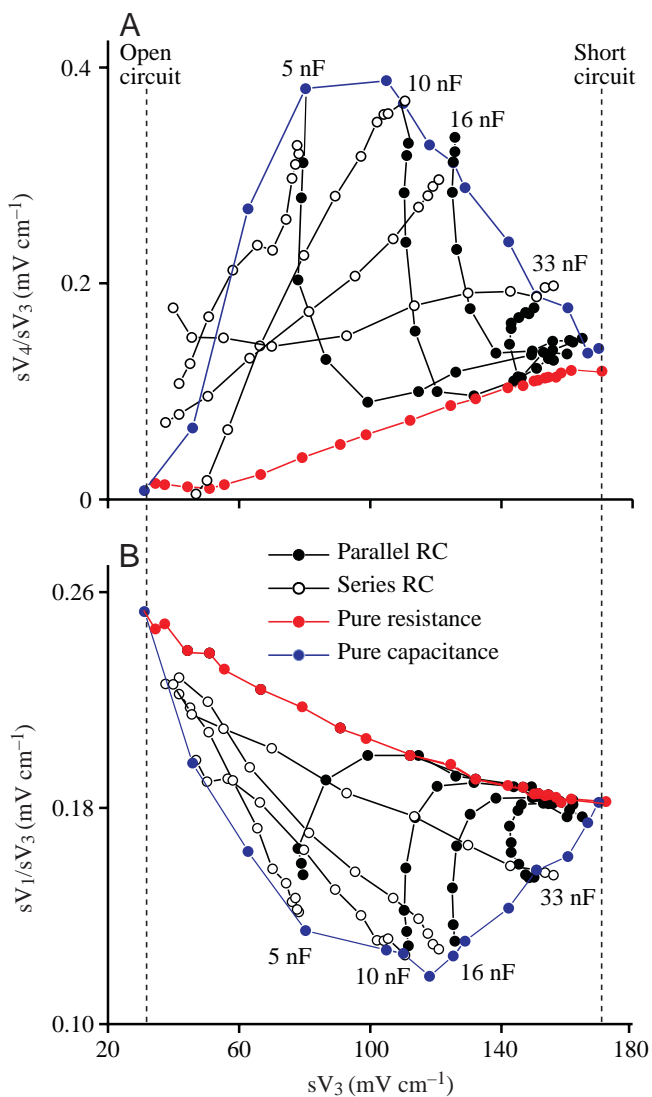 A
Open
circuit
Short
circuit
5 nF
10 nF
16 nF
33 nF
0.4
0.2
0
sV₄/sV₃ (mV cm⁻¹)
B
Parallel RC
Series RC
Pure resistance
Pure capacitance
0.26
0.18
0.10
sV₁/sV₃ (mV cm⁻¹)
5 nF
10 nF
16 nF
33 nF
20
60
100
140
180
sV₃ (mV cm⁻¹)